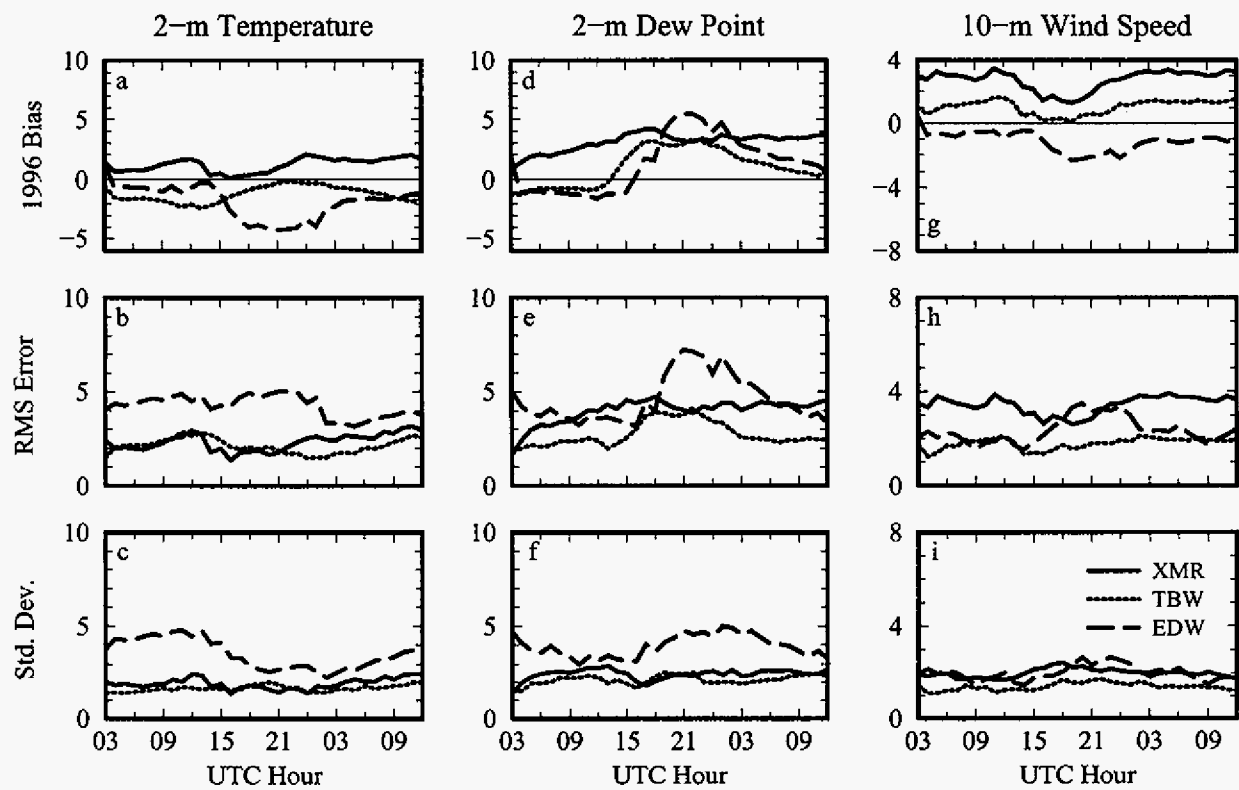 2−m Temperature
2−m Dew Point
10−m Wind Speed
1996 Bias
10
5
0
−5
a
10
5
0
−5
d
4
0
−4
−8
g
RMS Error
10
5
0
b
10
5
0
e
8
4
0
h
Std. Dev.
10
5
0
c
10
5
0
f
8
4
0
i
XMR
TBW
EDW
03 09 15 21 03 09
03 09 15 21 03 09
03 09 15 21 03 09
UTC Hour
UTC Hour
UTC Hour